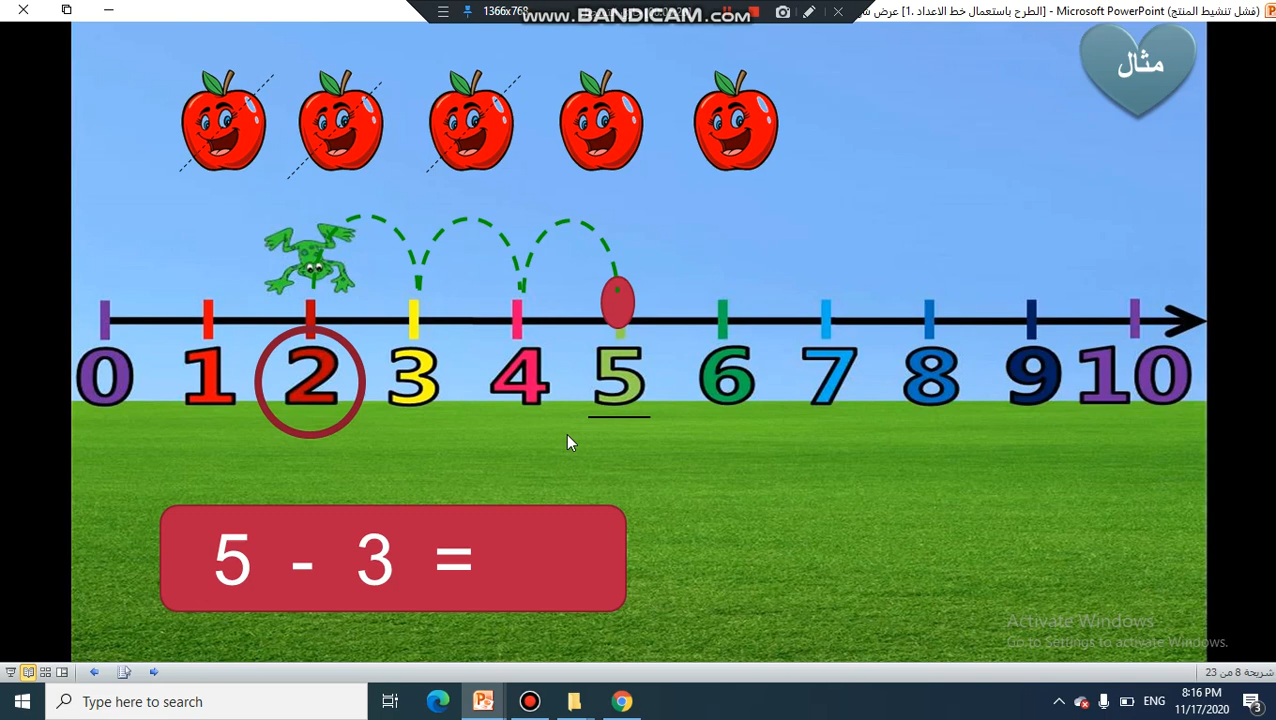 1366x768
www.BANDICAM.com
عرض س [الطرح باستعمال خط الاعداد .1] - Microsoft PowerPoint (فشل تنشيط المنتج)
مثال
0 1 2 3 4 5 6 7 8 9 10
5 - 3 =
Activate Windows
Go to Settings to activate Windows.
شريحة 8 من 23
Type here to search
ENG
8:16 PM
11/17/2020
3